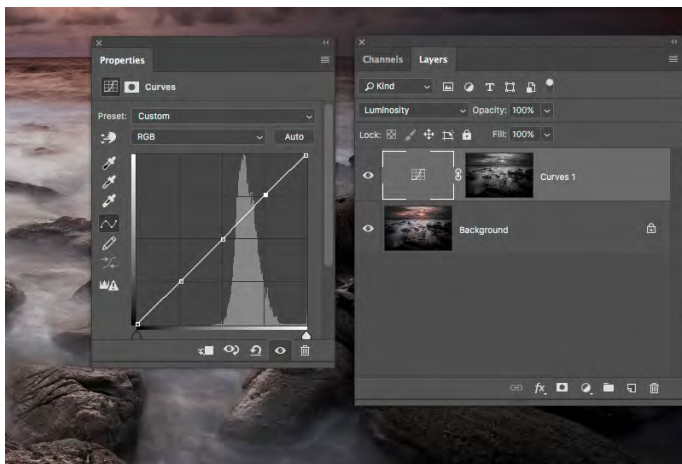 Properties
Curves
Preset: Custom
RGB
Auto
Channels
Layers
Kind
Luminosity
Opacity: 100%
Lock:
Fill: 100%
Curves 1
Background